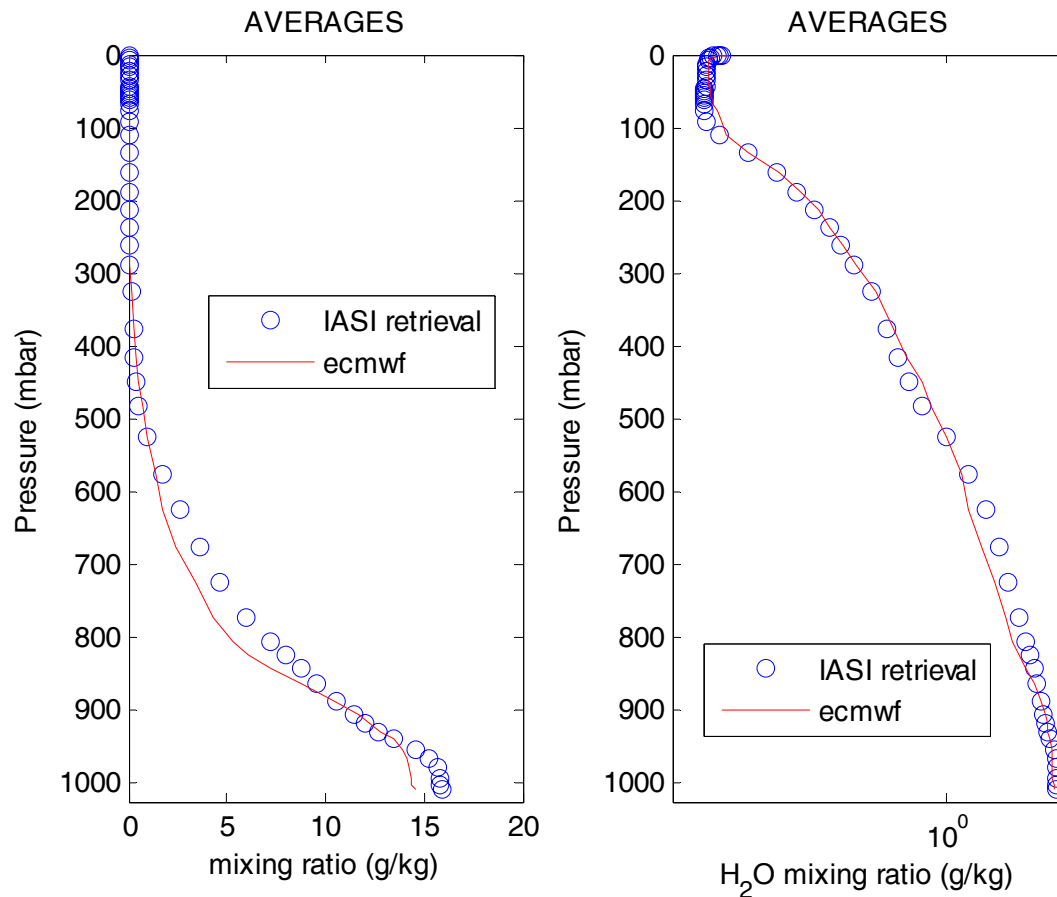 AVERAGES
0
100
200
300
400
500
600
700
800
900
1000
Pressure (mbar)
IASI retrieval
ecmwf
0
5
10
15
20
mixing ratio (g/kg)
AVERAGES
0
100
200
300
400
500
600
700
800
900
1000
Pressure (mbar)
IASI retrieval
ecmwf
10⁰
H₂O mixing ratio (g/kg)